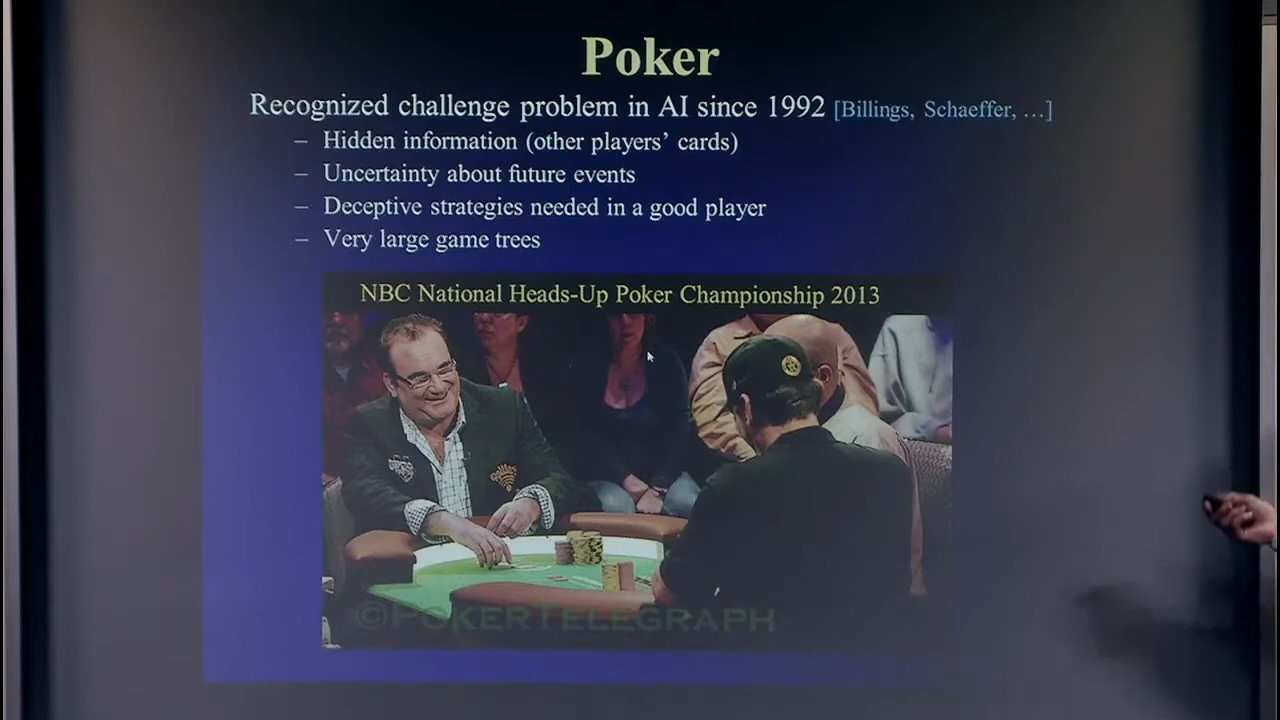 Poker
Recognized challenge problem in AI since 1992 [Billings, Schaeffer, …]
– Hidden information (other players’ cards)
– Uncertainty about future events
– Deceptive strategies needed in a good player
– Very large game trees
NBC National Heads-Up Poker Championship 2013
©POKERTELEGRAPH